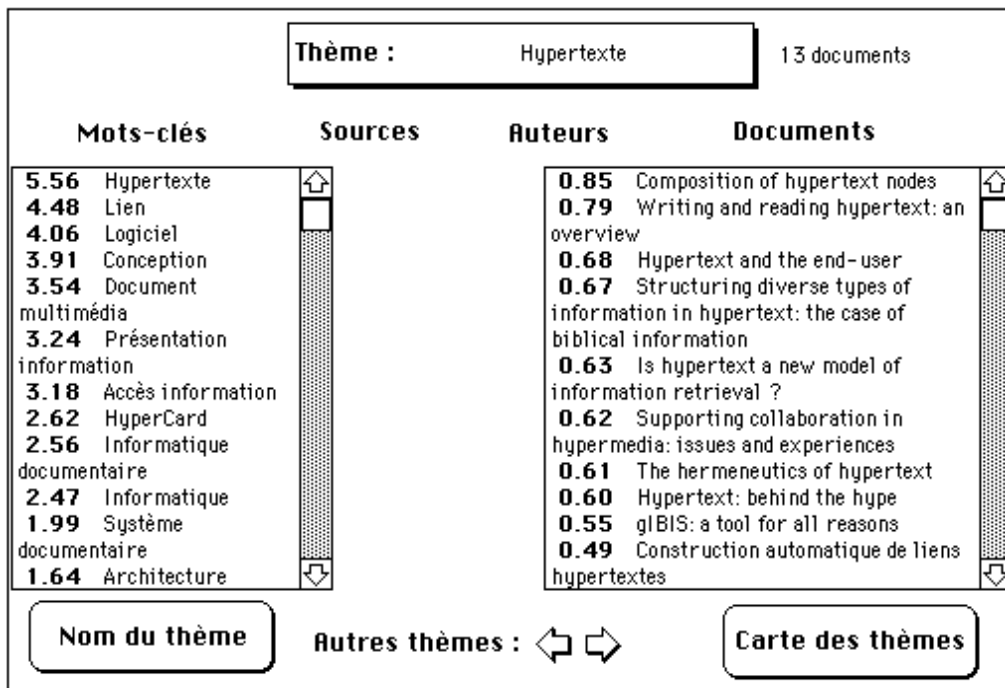 Thème : Hypertexte
13 documents
Mots-clés Sources Auteurs Documents
5.56 Hypertexte
4.48 Lien
4.06 Logiciel
3.91 Conception
3.54 Document
multimédia
3.24 Présentation
information
3.18 Accès information
2.62 HyperCard
2.56 Informatique
documentaire
2.47 Informatique
1.99 Système
documentaire
1.64 Architecture
0.85 Composition of hypertext nodes
0.79 Writing and reading hypertext: an
overview
0.68 Hypertext and the end-user
0.67 Structuring diverse types of
information in hypertext: the case of
biblical information
0.63 Is hypertext a new model of
information retrieval ?
0.62 Supporting collaboration in
hypermedia: issues and experiences
0.61 The hermeneutics of hypertext
0.60 Hypertext: behind the hype
0.55 gIBIS: a tool for all reasons
0.49 Construction automatique de liens
hypertextes
Nom du thème
Autres thèmes :
Carte des thèmes